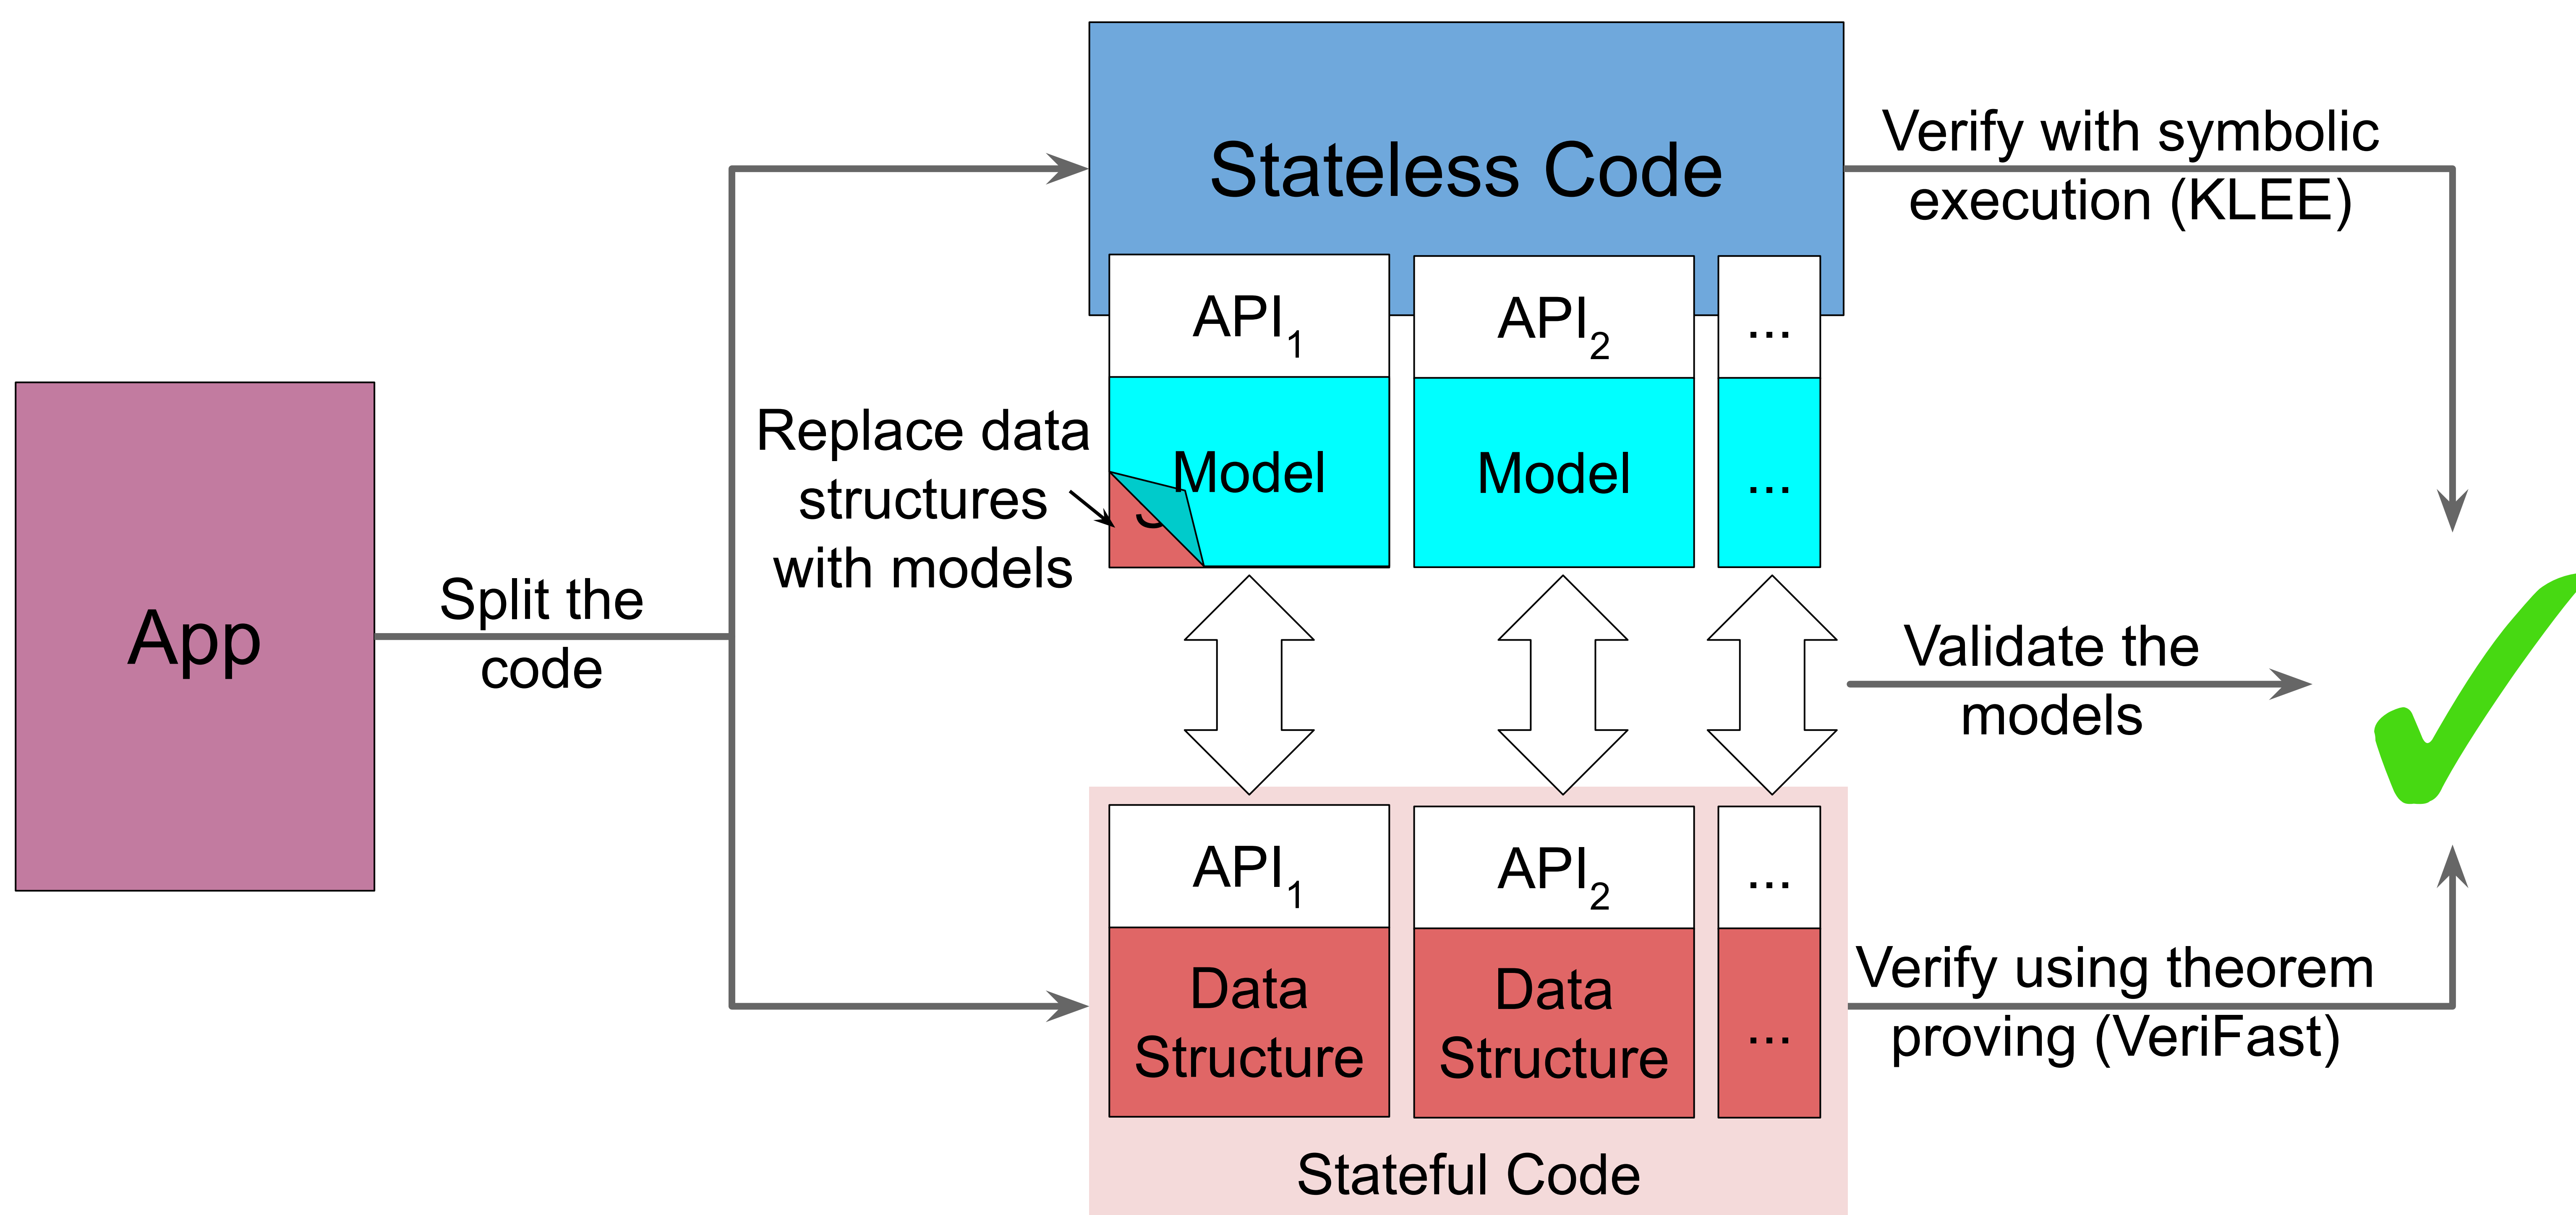 App
Split the
code
Replace data
structures
with models
Stateless Code
API₁
API₂
...
Model
Model
...
Verify with symbolic
execution (KLEE)
Validate the
models
API₁
API₂
...
Data
Structure
Data
Structure
...
Stateful Code
Verify using theorem
proving (VeriFast)